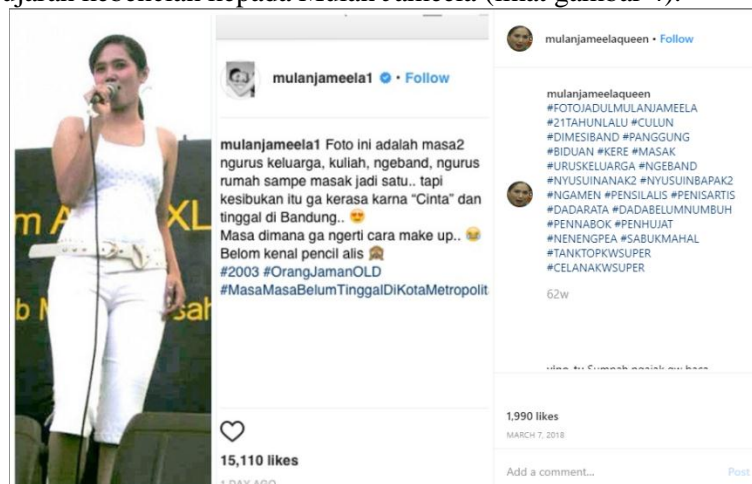 ujaran kebencian kepada Mulan Jameela (lihat gambar 4).
m A XL
b M sah
mulanjameela1 • Follow
mulanjameela1 Foto ini adalah masa2
ngurus keluarga, kuliah, ngeband, ngurus
rumah sampe masak jadi satu.. tapi
kesibukan itu ga kerasa karna “Cinta” dan
tinggal di Bandung.. 😍
Masa dimana ga ngerti cara make up.. 😂
Belom kenal pencil alis 🙈
#2003 #OrangJamanOLD
#MasaMasaBelumTinggalDiKotaMetropolit
15,110 likes
1 DAY AGO
mulanjameelaqueen • Follow
mulanjameelaqueen
#FOTOJADULMULANJAMEELA
#21TAHUNLALU #CULUN
#DIMESIBAND #PANGGUNG
#BIDUAN #KERE #MASAK
#URUSKELUARGA #NGEBAND
#NYUSUINANAK2 #NYUSUINBAPAK2
#NGAMEN #PENSILALIS #PENISARTIS
#DADARATA #DADABELUMNUMBUH
#PENNABOK #PENHUJAT
#NENENGPEA #SABUKMAHAL
#TANKTOPKWSUPER
#CELANAKWSUPER
62w
1,990 likes
MARCH 7, 2018
Add a comment... Post